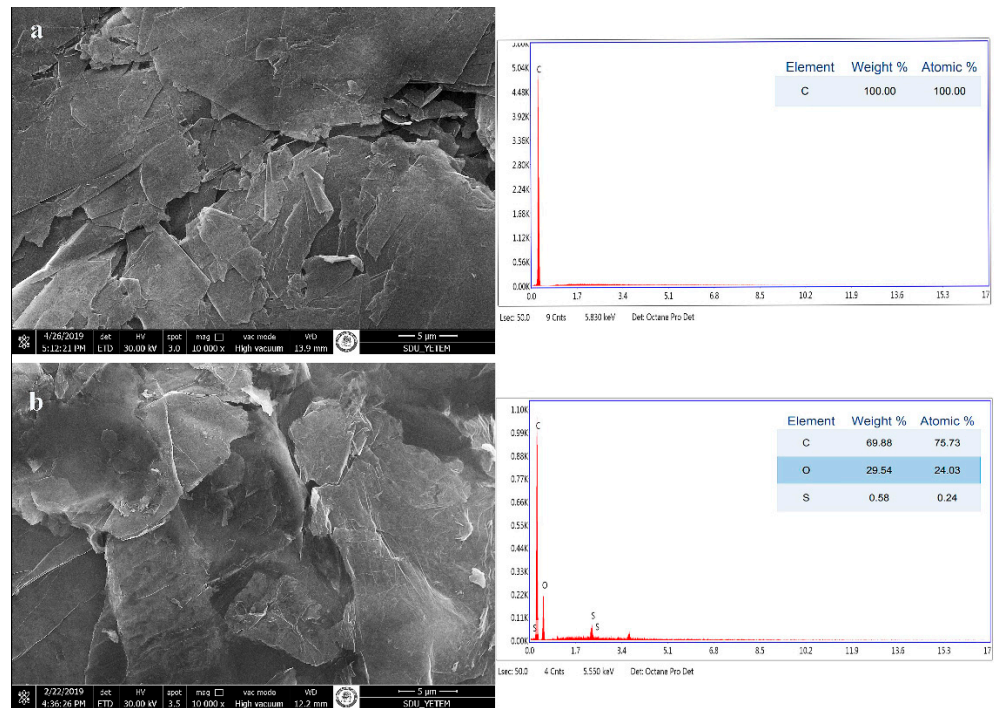 a
4/26/2019 det HV spot mag □ vac mode WD 5 µm
5:12:21 PM ETD 30.00 kV 3.0 10 000 x High vacuum 13.9 mm SDU_YETEM
5.04K
4.48K
3.92K
3.36K
2.80K
2.24K
1.68K
1.12K
0.56K
0.00K
C
Element Weight % Atomic %
C 100.00 100.00
0.0 1.7 3.4 5.1 6.8 8.5 10.2 11.9 13.6 15.3 17
Lsec: 50.0 9 Cnts 5.830 keV Det: Octane Pro Det
b
2/22/2019 det HV spot mag □ vac mode WD 5 µm
4:36:26 PM ETD 30.00 kV 3.5 10 000 x High vacuum 12.2 mm SDU_YETEM
1.10K
0.99K
0.88K
0.77K
0.66K
0.55K
0.44K
0.33K
0.22K
0.11K
0.00K
C
O
S
S
S
Element Weight % Atomic %
C 69.88 75.73
O 29.54 24.03
S 0.58 0.24
0.0 1.7 3.4 5.1 6.8 8.5 10.2 11.9 13.6 15.3 17
Lsec: 50.0 4 Cnts 5.550 keV Det: Octane Pro Det